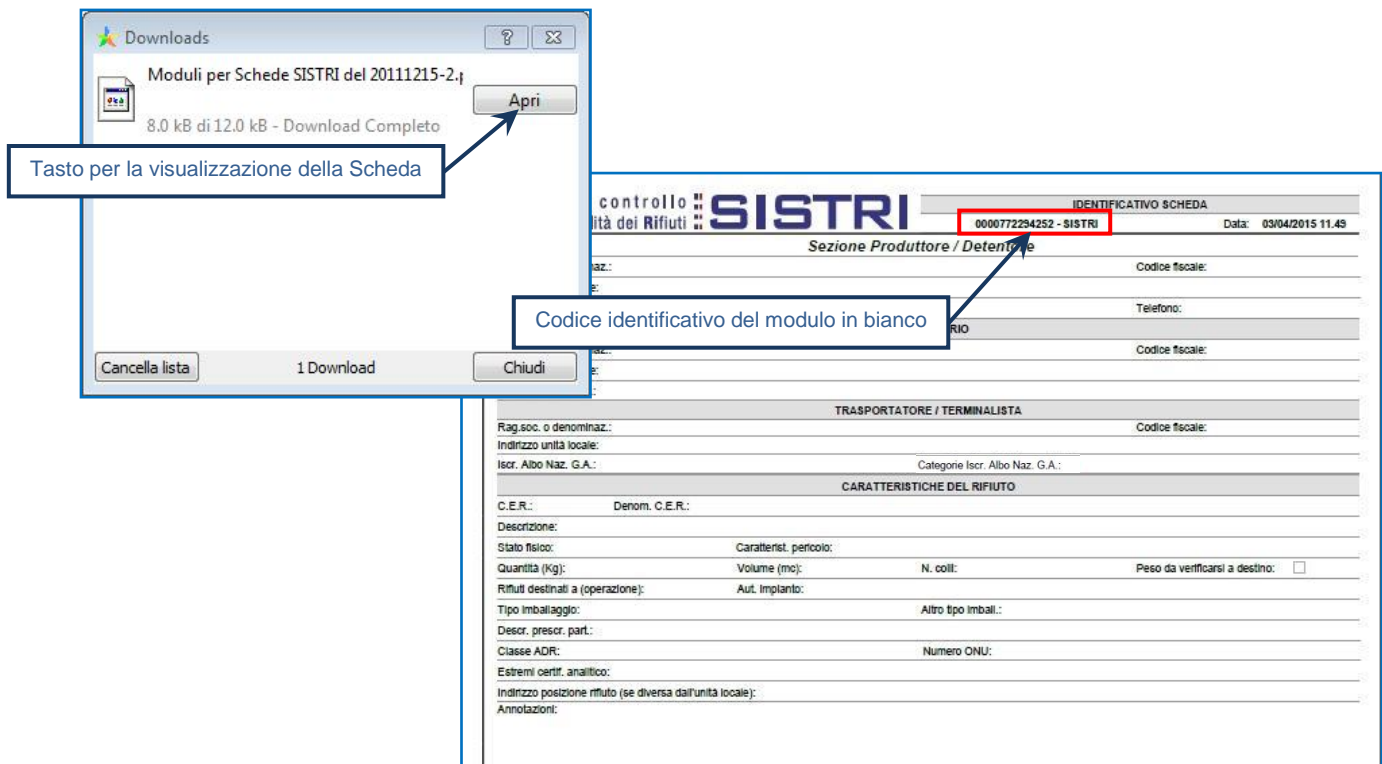 Downloads
Moduli per Schede SISTRI del 20111215-2.p
Apri
8.0 kB di 12.0 kB - Download Completo
Tasto per la visualizzazione della Scheda
Cancella lista 1 Download Chiudi
controllo SISTRI
lità dei Rifiuti
IDENTIFICATIVO SCHEDA
0000772294252 - SISTRI Data: 03/04/2015 11.49
Sezione Produttore / Detentore
naz.: Codice fiscale:
e:
Telefono:
Codice identificativo del modulo in bianco
RIO
naz.: Codice fiscale:
e:
:
TRASPORTATORE / TERMINALISTA
Rag.soc. o denominaz.: Codice fiscale:
Indirizzo unità locale:
Iscr. Albo Naz. G.A.: Categorie Iscr. Albo Naz. G.A.:
CARATTERISTICHE DEL RIFIUTO
C.E.R.: Denom. C.E.R.:
Descrizione:
Stato fisico: Caratterist. pericolo:
Quantità (Kg): Volume (mc): N. colli: Peso da verificarsi a destino:
Rifiuti destinati a (operazione): Aut. Impianto:
Tipo Imballaggio: Altro tipo Imball.:
Descr. prescr. part.:
Classe ADR: Numero ONU:
Estremi certif. analitico:
Indirizzo posizione rifiuto (se diversa dall'unità locale):
Annotazioni: